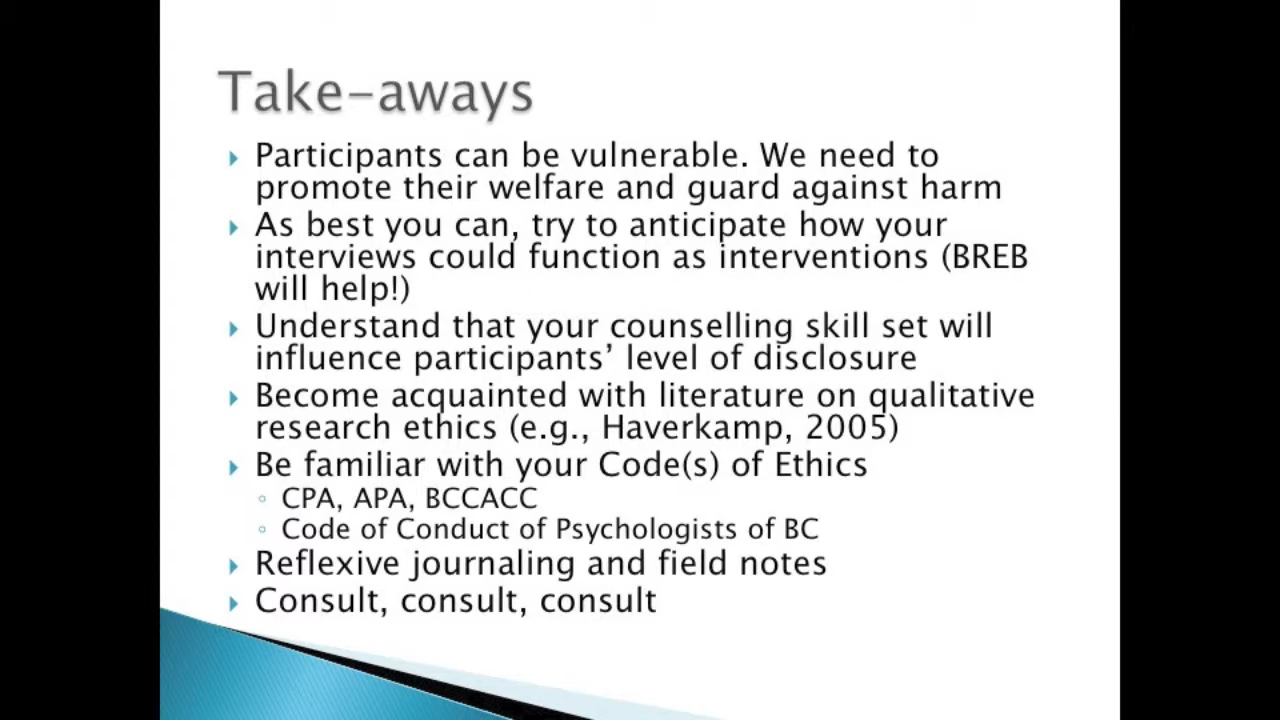 Take-aways
Participants can be vulnerable. We need to
promote their welfare and guard against harm
As best you can, try to anticipate how your
interviews could function as interventions (BREB
will help!)
Understand that your counselling skill set will
influence participants’ level of disclosure
Become acquainted with literature on qualitative
research ethics (e.g., Haverkamp, 2005)
Be familiar with your Code(s) of Ethics
CPA, APA, BCCACC
Code of Conduct of Psychologists of BC
Reflexive journaling and field notes
Consult, consult, consult